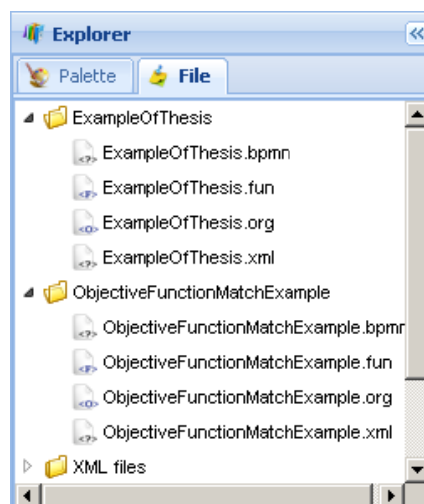 Explorer
Palette File
ExampleOfThesis
ExampleOfThesis.bpmn
ExampleOfThesis.fun
ExampleOfThesis.org
ExampleOfThesis.xml
ObjectiveFunctionMatchExample
ObjectiveFunctionMatchExample.bpmn
ObjectiveFunctionMatchExample.fun
ObjectiveFunctionMatchExample.org
ObjectiveFunctionMatchExample.xml
XML files